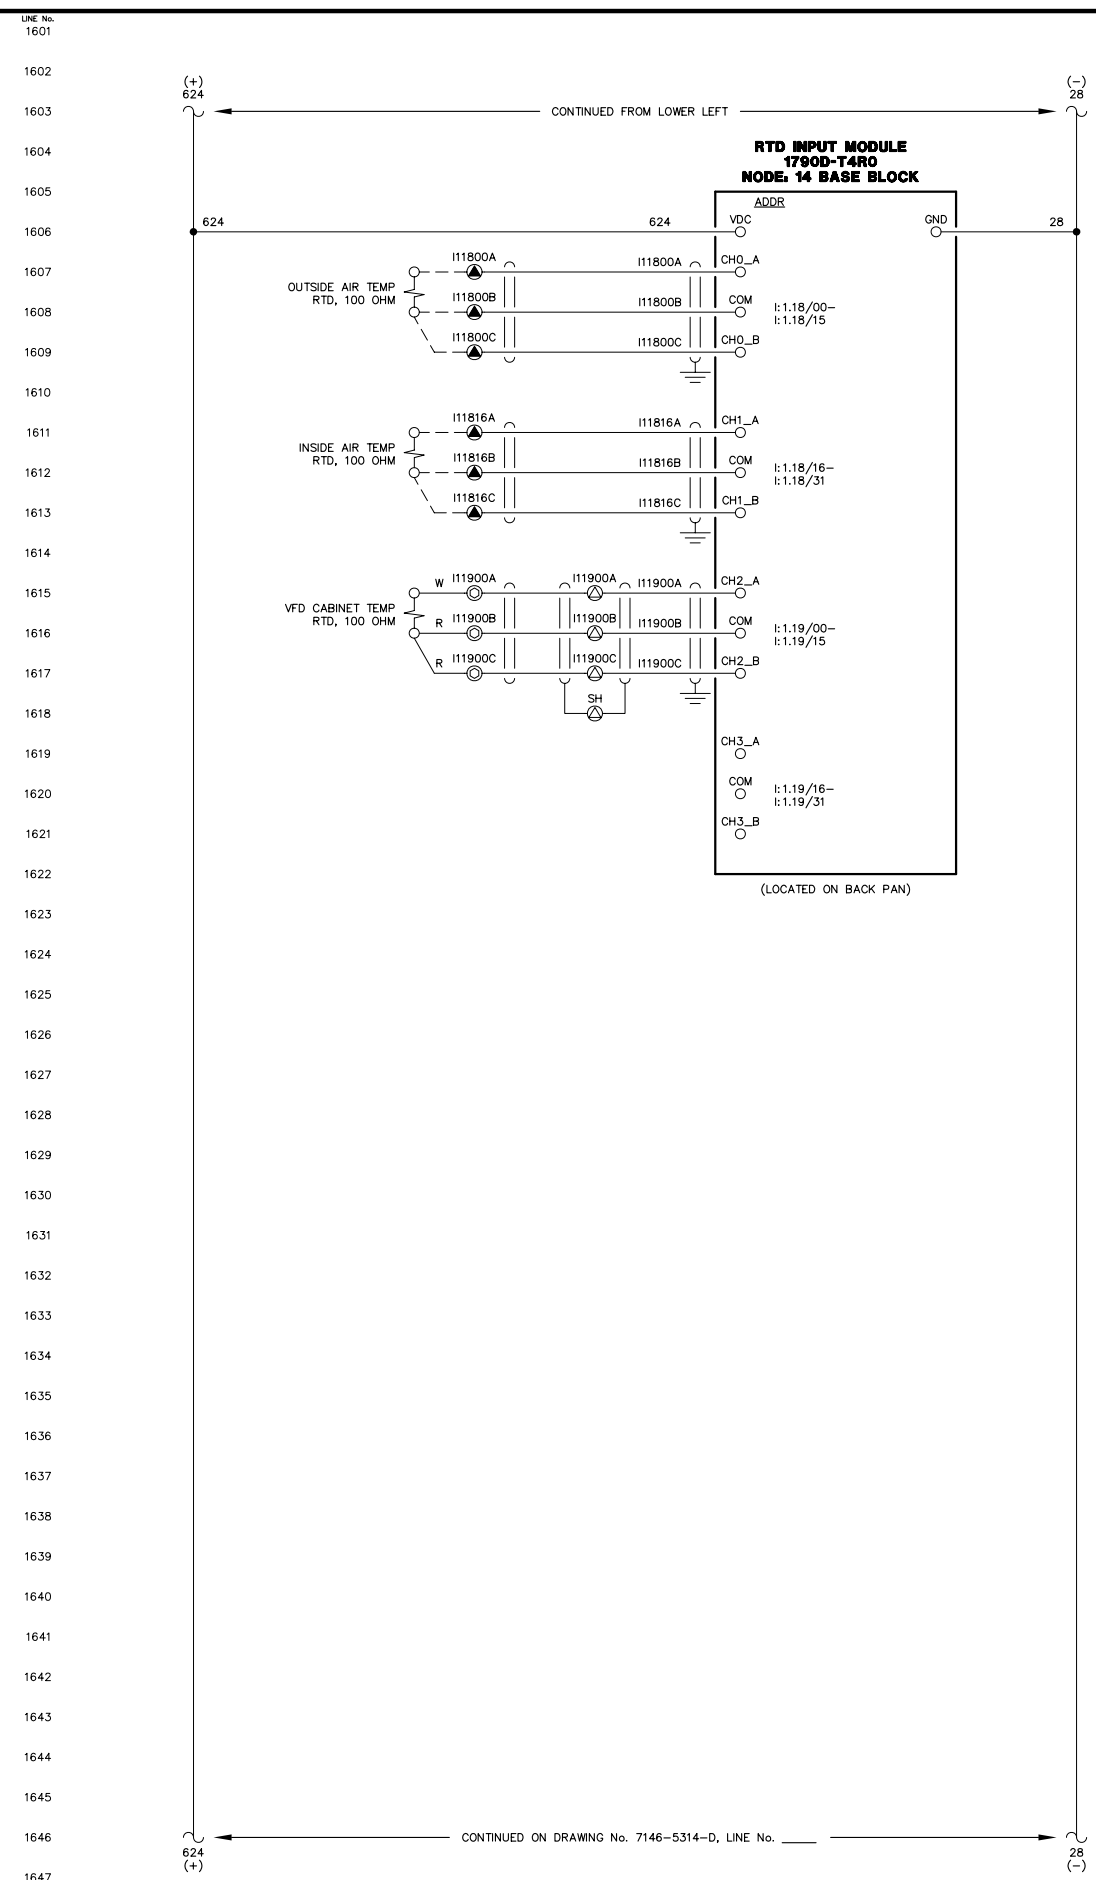 LINE No.
1601
1602
(+) (−)
624 28
1603 CONTINUED FROM LOWER LEFT
1604 RTD INPUT MODULE
1790D-T4R0
NODE: 14 BASE BLOCK
1605
ADDR
624 624 VDC GND 28
1606
I11800A I11800A CH0_A
1607
OUTSIDE AIR TEMP
RTD, 100 OHM
I11800B I11800B COM
1608 I:1.18/00−
I:1.18/15
I11800C I11800C CH0_B
1609
1610
I11816A I11816A CH1_A
1611
INSIDE AIR TEMP
RTD, 100 OHM
I11816B I11816B COM
1612 I:1.18/16−
I:1.18/31
I11816C I11816C CH1_B
1613
1614
W I11900A I11900A I11900A CH2_A
1615
VFD CABINET TEMP
RTD, 100 OHM
R I11900B I11900B I11900B COM
1616 I:1.19/00−
I:1.19/15
R I11900C I11900C I11900C CH2_B
1617
SH
1618
CH3_A
1619
COM
1620 I:1.19/16−
I:1.19/31
CH3_B
1621
1622
(LOCATED ON BACK PAN)
1623
1624
1625
1626
1627
1628
1629
1630
1631
1632
1633
1634
1635
1636
1637
1638
1639
1640
1641
1642
1643
1644
1645
1646 CONTINUED ON DRAWING No. 7146−5314−D, LINE No. _____
624 28
(+) (−)
1647